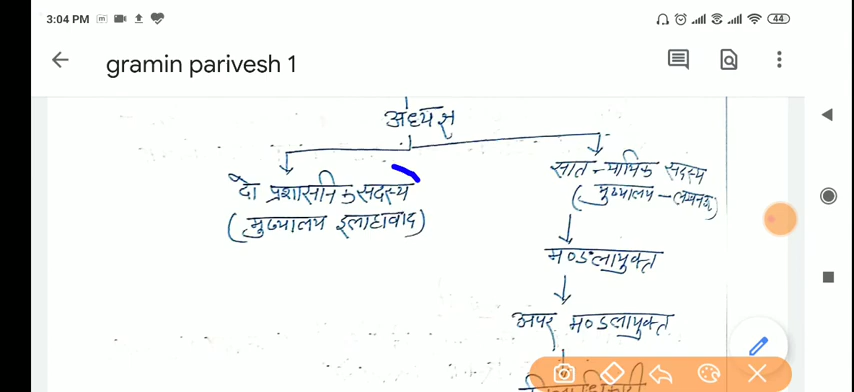 3:04 PM
44
gramin parivesh 1
अध्यक्ष
दो प्रशासनिक सदस्य
(मुख्यालय इलाहाबाद)
सात - सदस्य
(मुख्यालय - लखनऊ)
मण्डलायुक्त
अपर मण्डलायुक्त